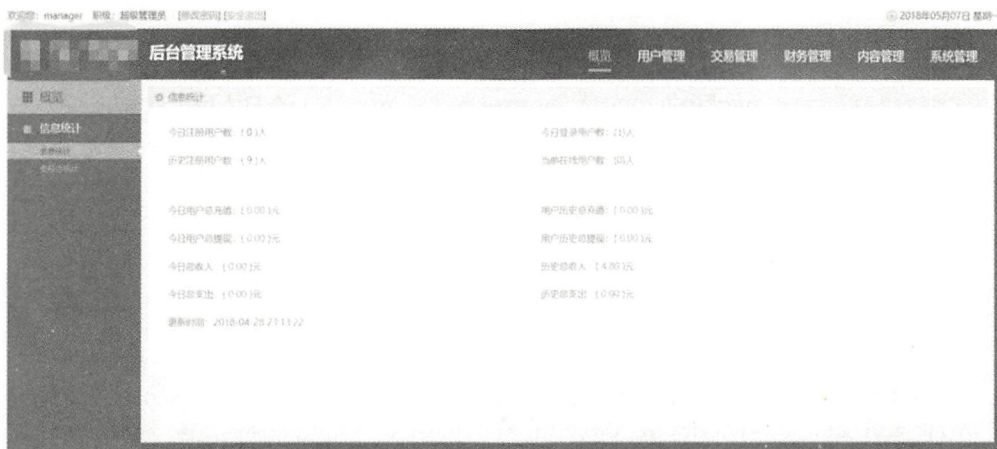 欢迎您: manager 职级: 超级管理员 [修改密码] [安全退出]
2018年05月07日 星期一
后台管理系统
概览 用户管理 交易管理 财务管理 内容管理 系统管理
概览
信息统计
信息统计
今日注册用户数: ( 0 )人 今日登录用户数: (1)人
历史注册用户数: ( 9 )人 当前在线用户数: (0)人
今日用户总充值: ( 0.00 )元 用户历史总充值: ( 0.00 )元
今日用户总提现: ( 0.00 )元 用户历史总提现: ( 0.00 )元
今日总收入: ( 0.00 )元 历史总收入: ( 4.80 )元
今日总支出: ( 0.00 )元 历史总支出: ( 0.00 )元
更新时间: 2018-04-28 21:13:22